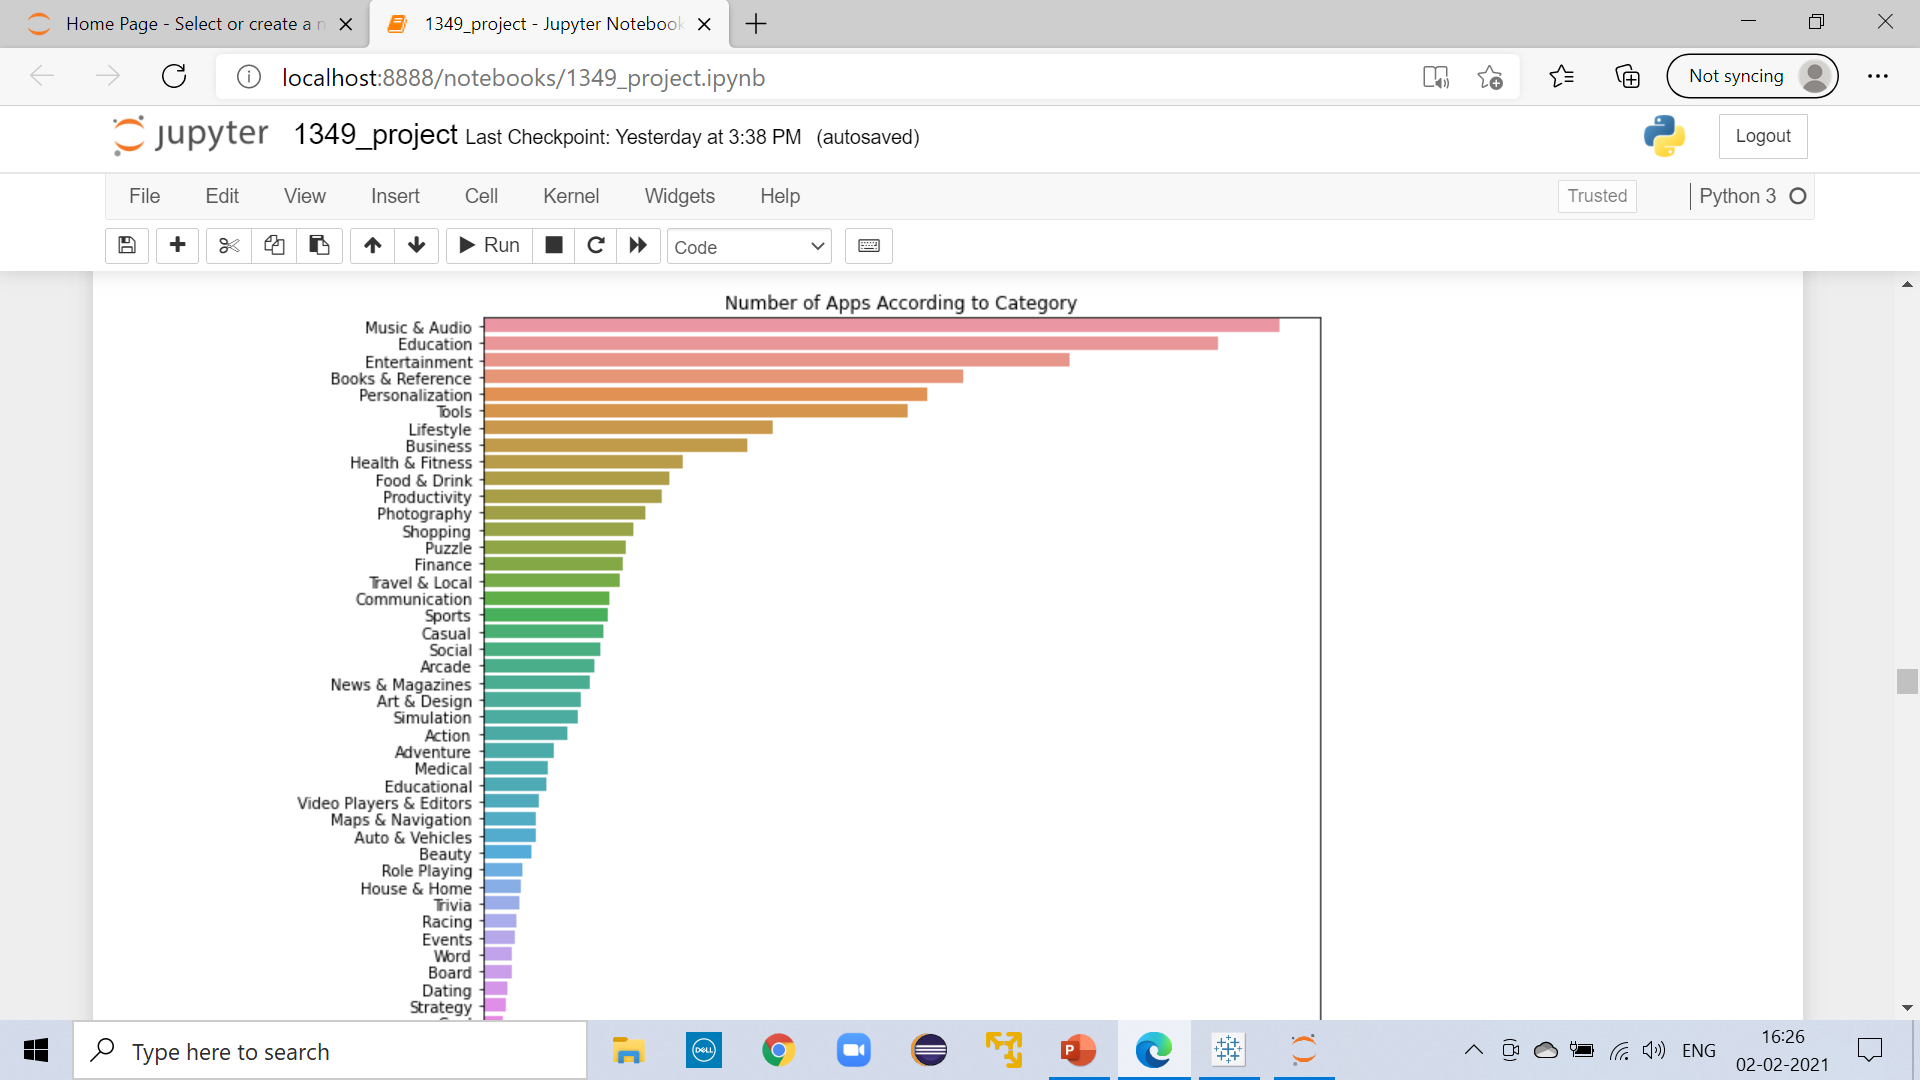 Home Page - Select or create a n
1349_project - Jupyter Notebook
localhost:8888/notebooks/1349_project.ipynb
Not syncing
jupyter 1349_project Last Checkpoint: Yesterday at 3:38 PM (autosaved)
Logout
File Edit View Insert Cell Kernel Widgets Help
Trusted
Python 3
Run
Code
Number of Apps According to Category
Music & Audio
Education
Entertainment
Books & Reference
Personalization
Tools
Lifestyle
Business
Health & Fitness
Food & Drink
Productivity
Photography
Shopping
Puzzle
Finance
Travel & Local
Communication
Sports
Casual
Social
Arcade
News & Magazines
Art & Design
Simulation
Action
Adventure
Medical
Educational
Video Players & Editors
Maps & Navigation
Auto & Vehicles
Beauty
Role Playing
House & Home
Trivia
Racing
Events
Word
Board
Dating
Strategy
Type here to search
DELL
P
ENG
16:26
02-02-2021